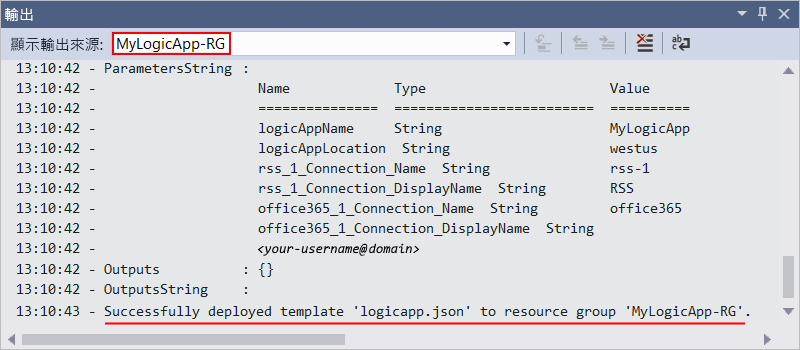 輸出
顯示輸出來源: MyLogicApp-RG
13:10:42 - ParametersString :
13:10:42 - Name Type Value
13:10:42 - =============== ========================= ==========
13:10:42 - logicAppName String MyLogicApp
13:10:42 - logicAppLocation String westus
13:10:42 - rss_1_Connection_Name String rss-1
13:10:42 - rss_1_Connection_DisplayName String RSS
13:10:42 - office365_1_Connection_Name String office365
13:10:42 - office365_1_Connection_DisplayName String
13:10:42 - <your-username@domain>
13:10:42 - Outputs : {}
13:10:42 - OutputsString :
13:10:43 - Successfully deployed template 'logicapp.json' to resource group 'MyLogicApp-RG'.